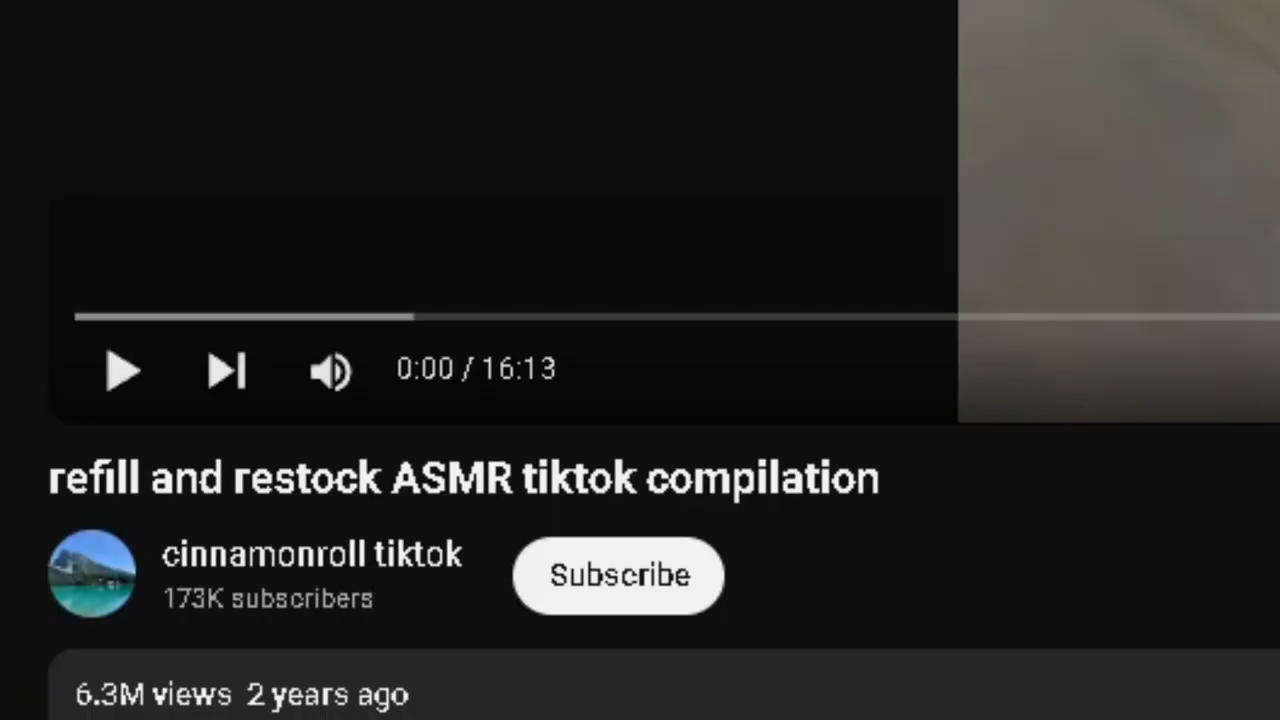 0:00 / 16:13
refill and restock ASMR tiktok compilation
cinnamonroll tiktok
Subscribe
173K subscribers
6.3M views 2 years ago